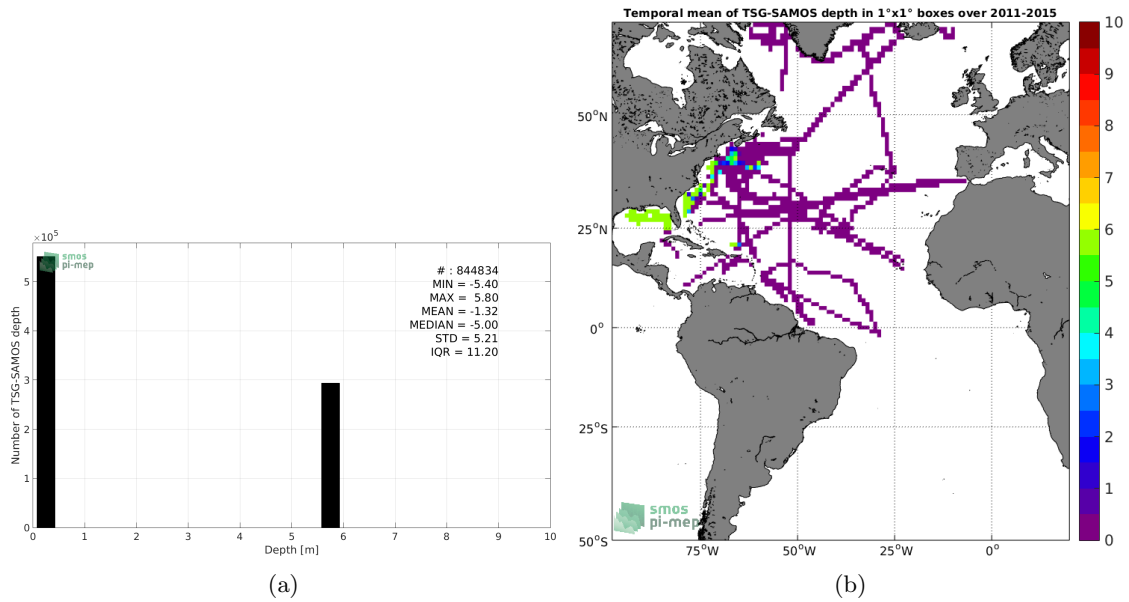 ×10⁵
smos
pi-mep
# : 844834
MIN = -5.40
MAX = 5.80
MEAN = -1.32
MEDIAN = -5.00
STD = 5.21
IQR = 11.20
Number of TSG-SAMOS depth
5
4
3
2
1
0
0 1 2 3 4 5 6 7 8 9 10
Depth [m]
(a)
Temporal mean of TSG-SAMOS depth in 1°x1° boxes over 2011-2015
50°N
25°N
0°
25°S
50°S
75°W 50°W 25°W 0°
smos
pi-mep
10
9
8
7
6
5
4
3
2
1
0
(b)